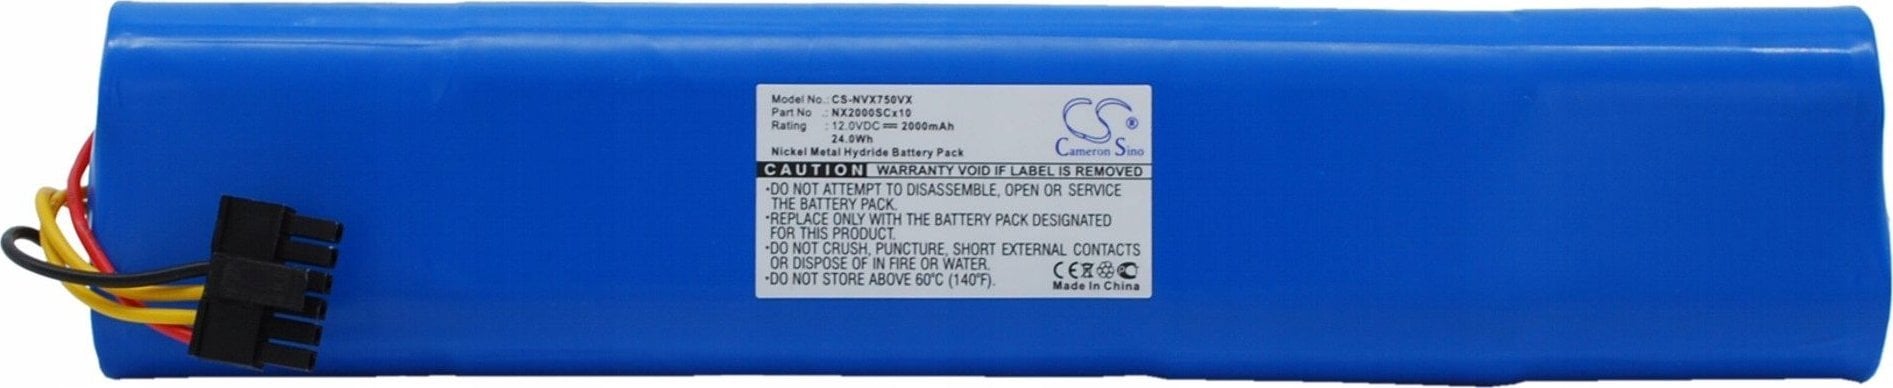 Model No.: CS-NVX750VX
Part No .: NX2000SCx10
Rating : 12.0VDC ⎓ 2000mAh
24.0Wh
Nickel Metal Hydride Battery Pack
CS®
Cameron Sino
CAUTION WARRANTY VOID IF LABEL IS REMOVED
•DO NOT ATTEMPT TO DISASSEMBLE, OPEN OR SERVICE
THE BATTERY PACK.
•REPLACE ONLY WITH THE BATTERY PACK DESIGNATED
FOR THIS PRODUCT.
•DO NOT CRUSH, PUNCTURE, SHORT EXTERNAL CONTACTS
OR DISPOSE OF IN FIRE OR WATER.
•DO NOT STORE ABOVE 60°C (140°F).
CE
Made In China